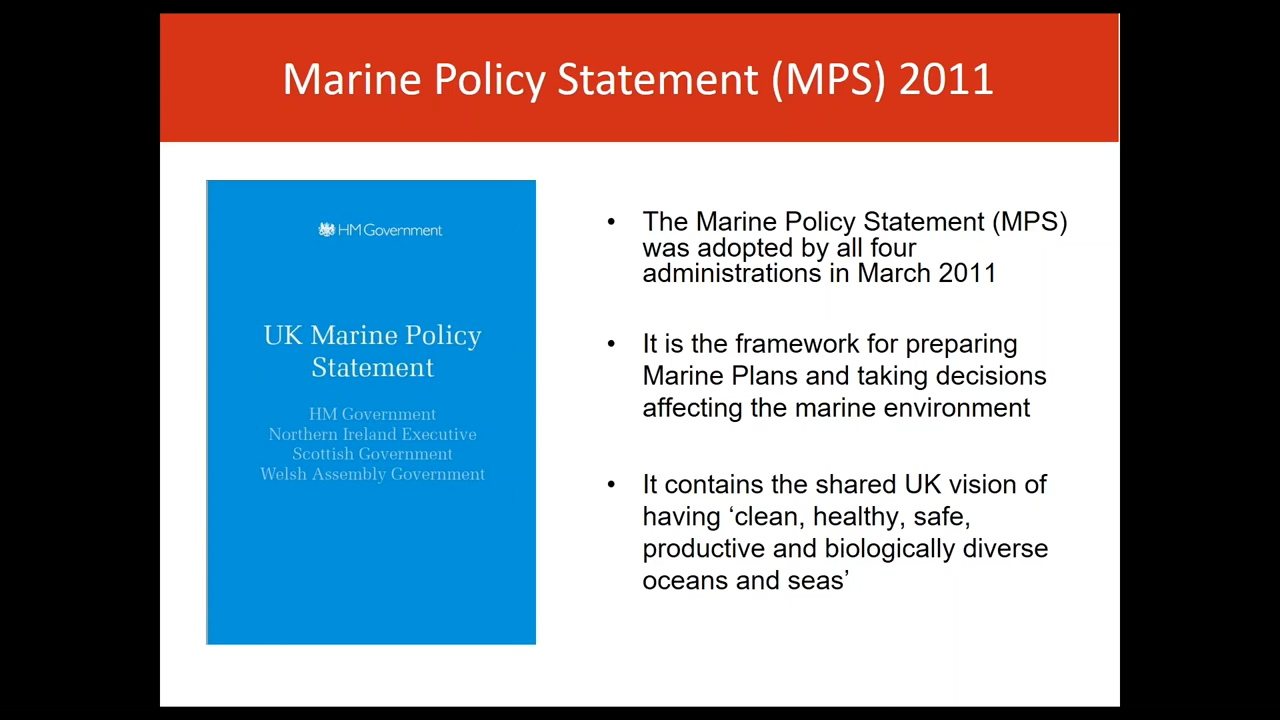 Marine Policy Statement (MPS) 2011
HM Government
UK Marine Policy
Statement
HM Government
Northern Ireland Executive
Scottish Government
Welsh Assembly Government
• The Marine Policy Statement (MPS)
was adopted by all four
administrations in March 2011
• It is the framework for preparing
Marine Plans and taking decisions
affecting the marine environment
• It contains the shared UK vision of
having ‘clean, healthy, safe,
productive and biologically diverse
oceans and seas’